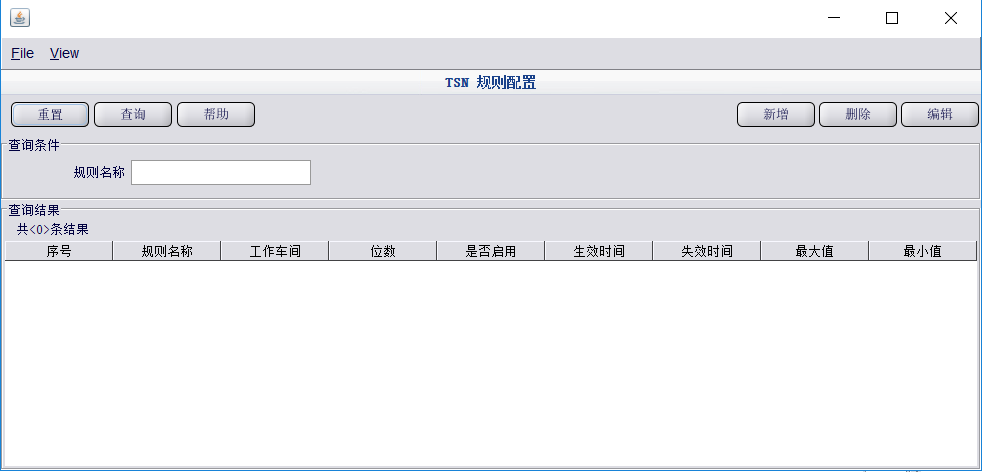 File View
TSN 规则配置
重置 查询 帮助 新增 删除 编辑
查询条件
规则名称
查询结果
共<0>条结果
序号 规则名称 工作车间 位数 是否启用 生效时间 失效时间 最大值 最小值